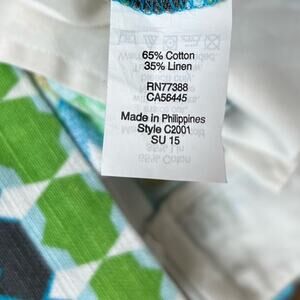 65% Cotton
35% Linen
RN77388
CA56445
Made in Philippines
Style C2001
SU 15